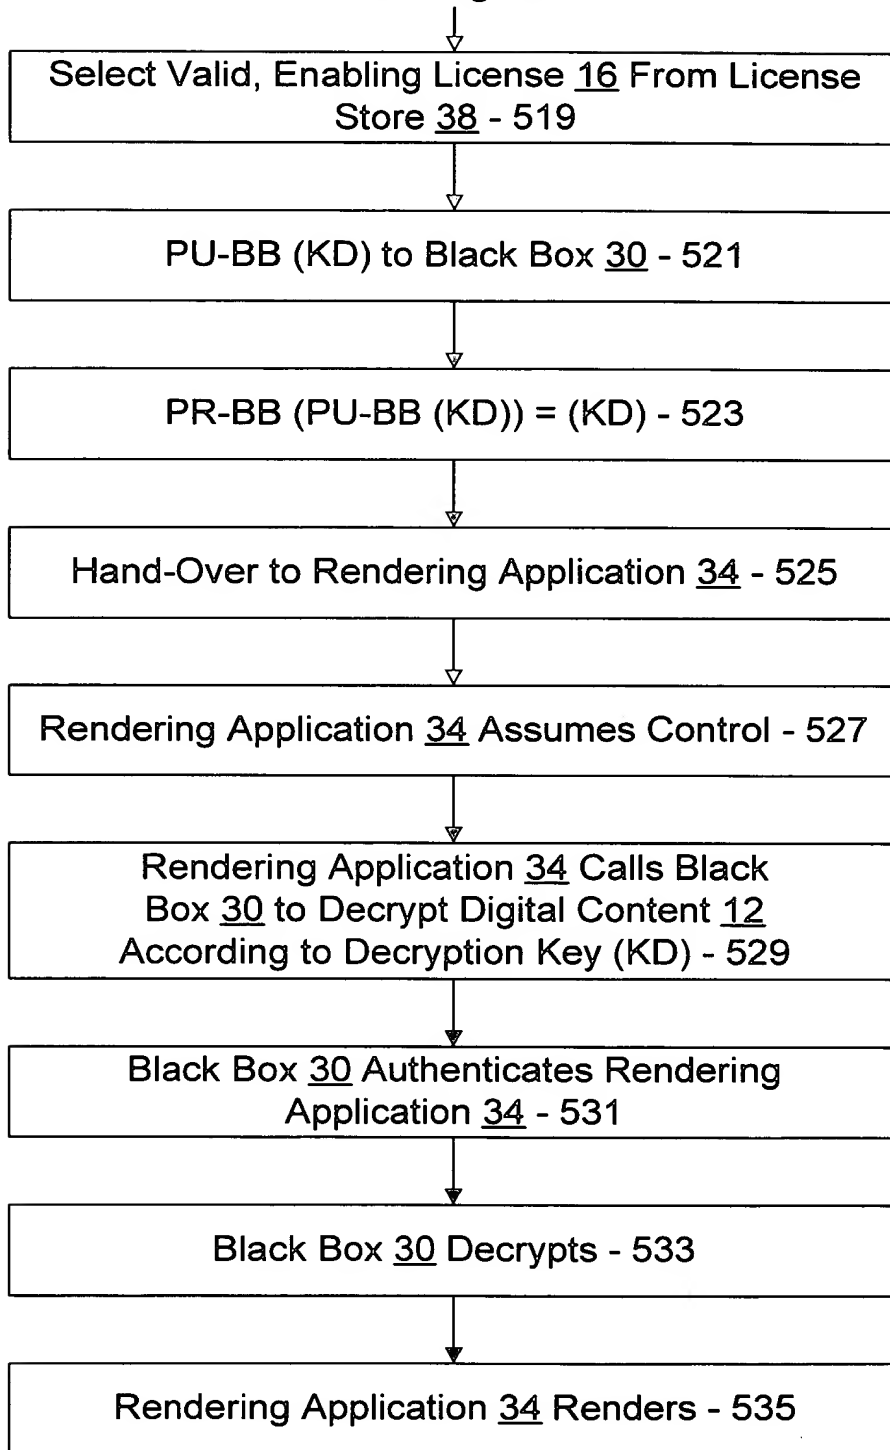 Select Valid, Enabling License 16 From License
Store 38 - 519
PU-BB (KD) to Black Box 30 - 521
PR-BB (PU-BB (KD)) = (KD) - 523
Hand-Over to Rendering Application 34 - 525
Rendering Application 34 Assumes Control - 527
Rendering Application 34 Calls Black
Box 30 to Decrypt Digital Content 12
According to Decryption Key (KD) - 529
Black Box 30 Authenticates Rendering
Application 34 - 531
Black Box 30 Decrypts - 533
Rendering Application 34 Renders - 535